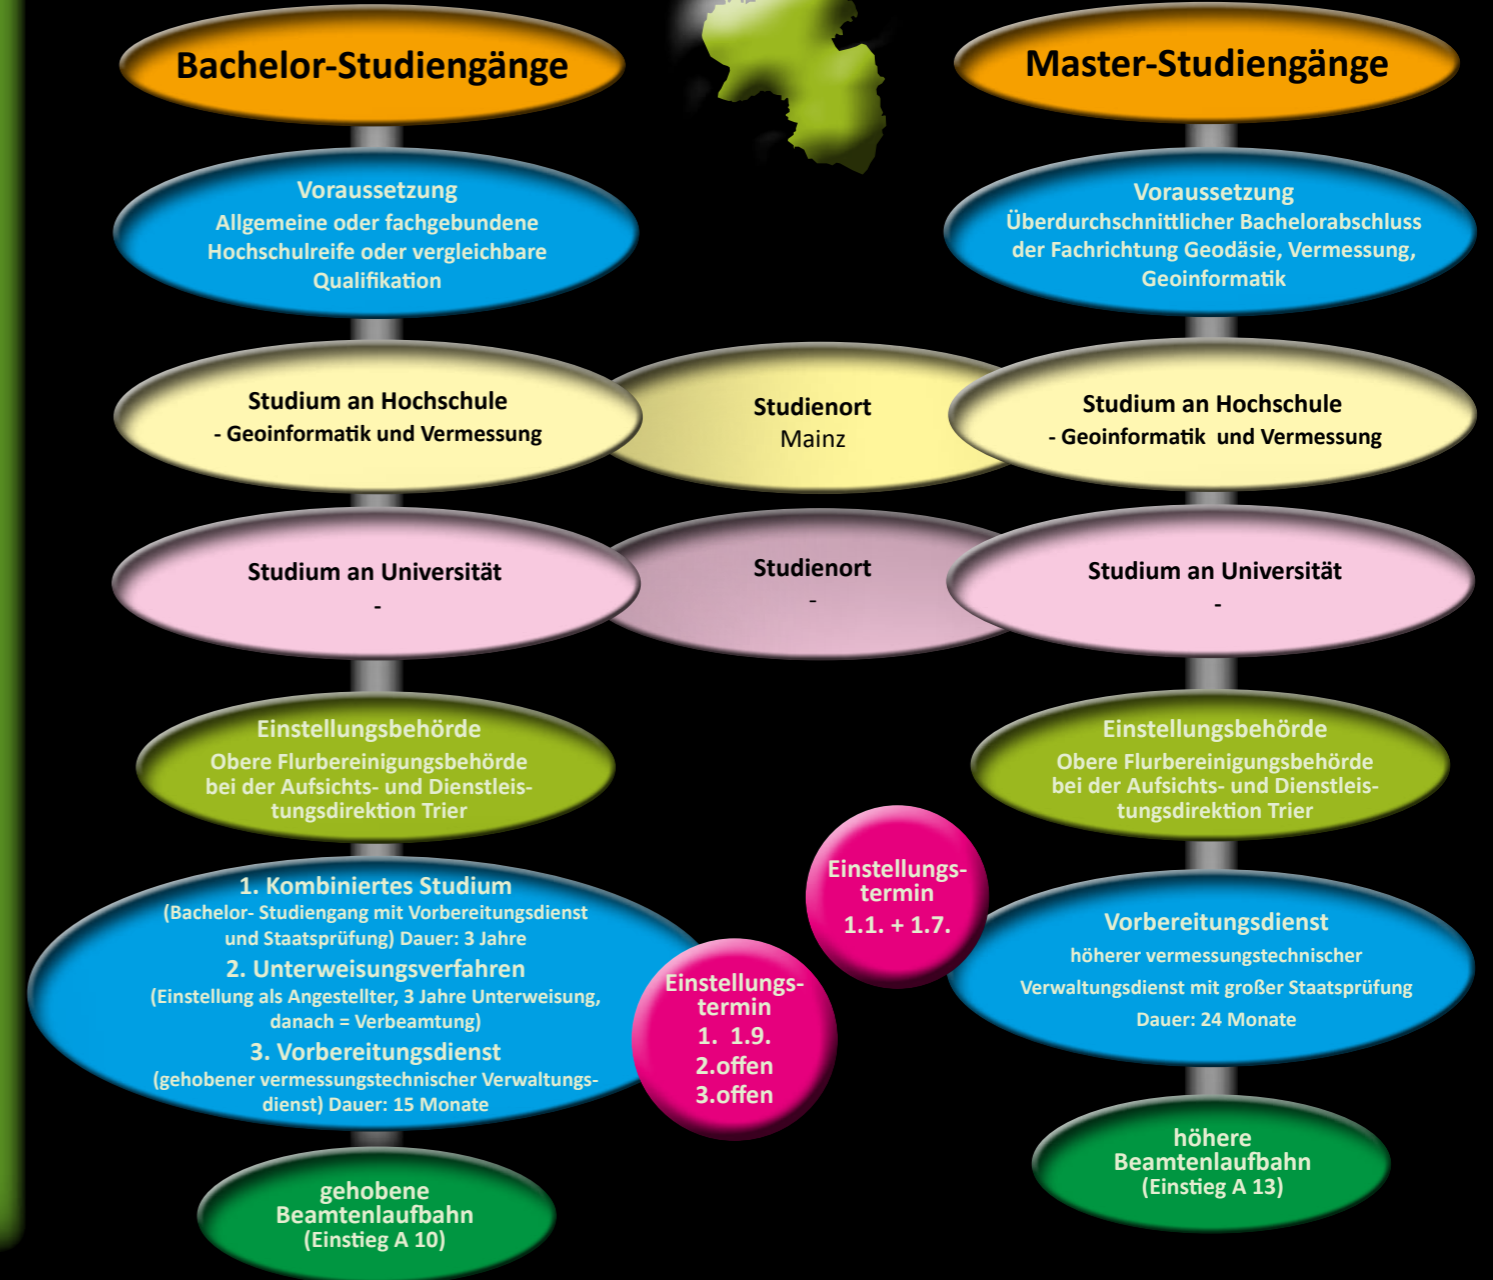 Bachelor-Studiengänge
Voraussetzung
Allgemeine oder fachgebundene
Hochschulreife oder vergleichbare
Qualifikation
Studium an Hochschule
- Geoinformatik und Vermessung
Studium an Universität
-
Einstellungsbehörde
Obere Flurbereinigungsbehörde
bei der Aufsichts- und Dienstleis-
tungsdirektion Trier
1. Kombiniertes Studium
(Bachelor- Studiengang mit Vorbereitungsdienst
und Staatsprüfung) Dauer: 3 Jahre
2. Unterweisungsverfahren
(Einstellung als Angestellter, 3 Jahre Unterweisung,
danach = Verbeamtung)
3. Vorbereitungsdienst
(gehobener vermessungstechnischer Verwaltungs-
dienst) Dauer: 15 Monate
Einstellungs-
termin
1. 1.9.
2.offen
3.offen
gehobene
Beamtenlaufbahn
(Einstieg A 10)
Studienort
Mainz
Studienort
-
Master-Studiengänge
Voraussetzung
Überdurchschnittlicher Bachelorabschluss
der Fachrichtung Geodäsie, Vermessung,
Geoinformatik
Studium an Hochschule
- Geoinformatik und Vermessung
Studium an Universität
-
Einstellungsbehörde
Obere Flurbereinigungsbehörde
bei der Aufsichts- und Dienstleis-
tungsdirektion Trier
Einstellungs-
termin
1.1. + 1.7.
Vorbereitungsdienst
höherer vermessungstechnischer
Verwaltungsdienst mit großer Staatsprüfung
Dauer: 24 Monate
höhere
Beamtenlaufbahn
(Einstieg A 13)